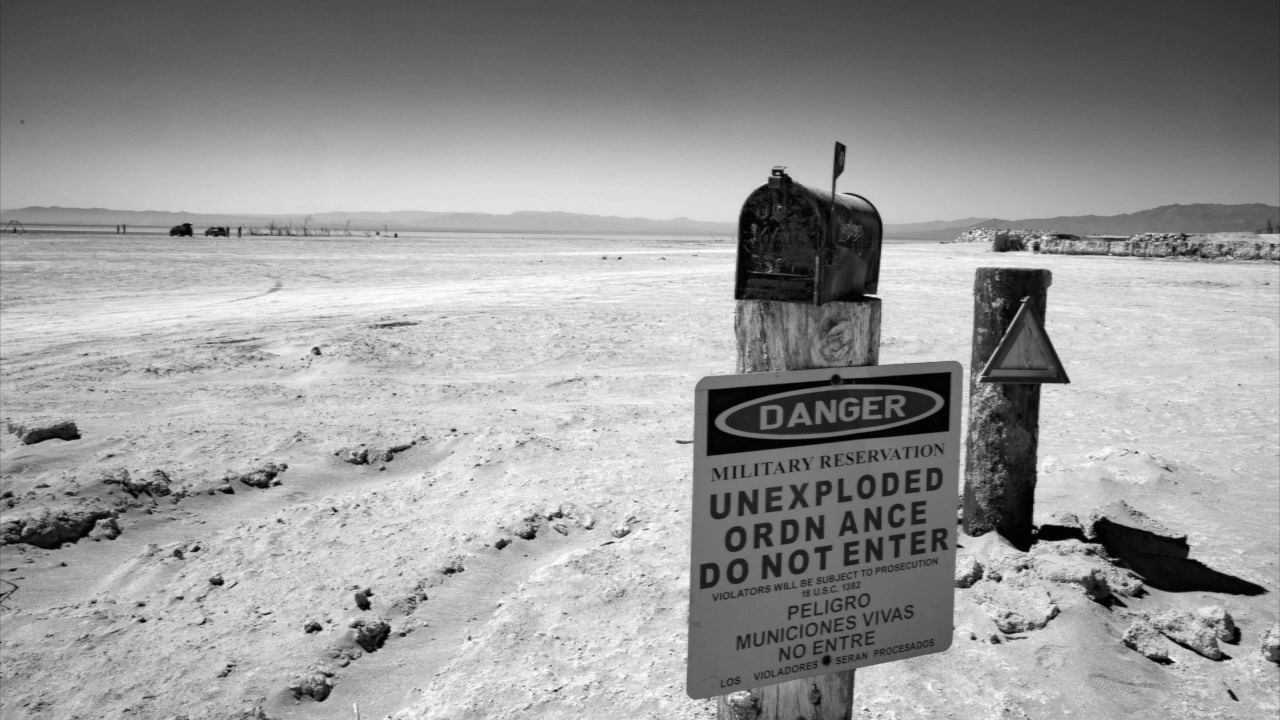 DANGER
MILITARY RESERVATION
UNEXPLODED
ORDN ANCE
DO NOT ENTER
VIOLATORS WILL BE SUBJECT TO PROSECUTION
18 U.S.C. 1382
PELIGRO
MUNICIONES VIVAS
NO ENTRE
LOS VIOLADORES SERAN PROCESADOS